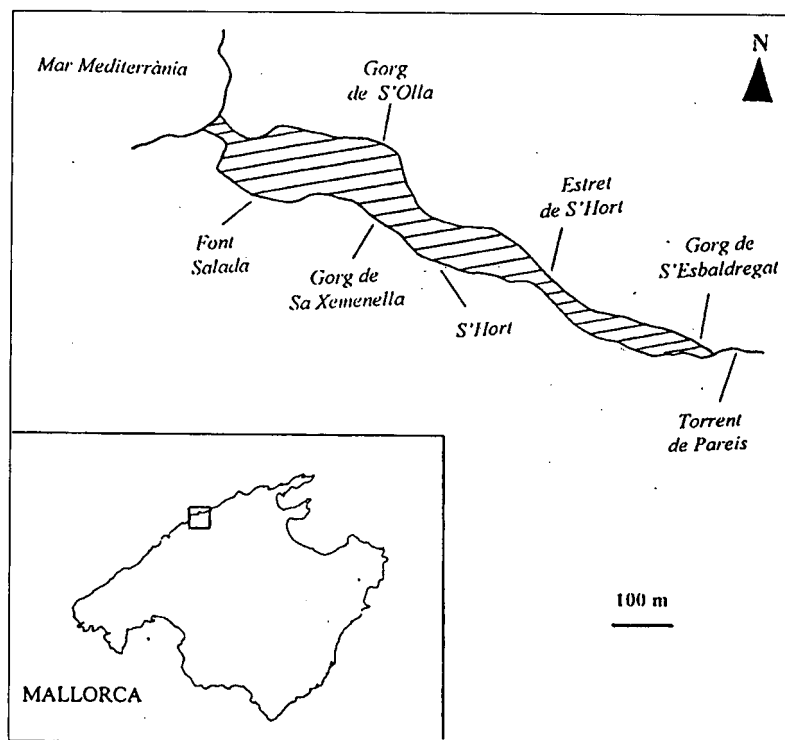 Mar Mediterrània
Gorg
de S'Olla
N
Estret
de S'Hort
Gorg de
S'Esbaldregat
Font
Salada
Gorg de
Sa Xemenella
S'Hort
Torrent
de Pareis
100 m
MALLORCA